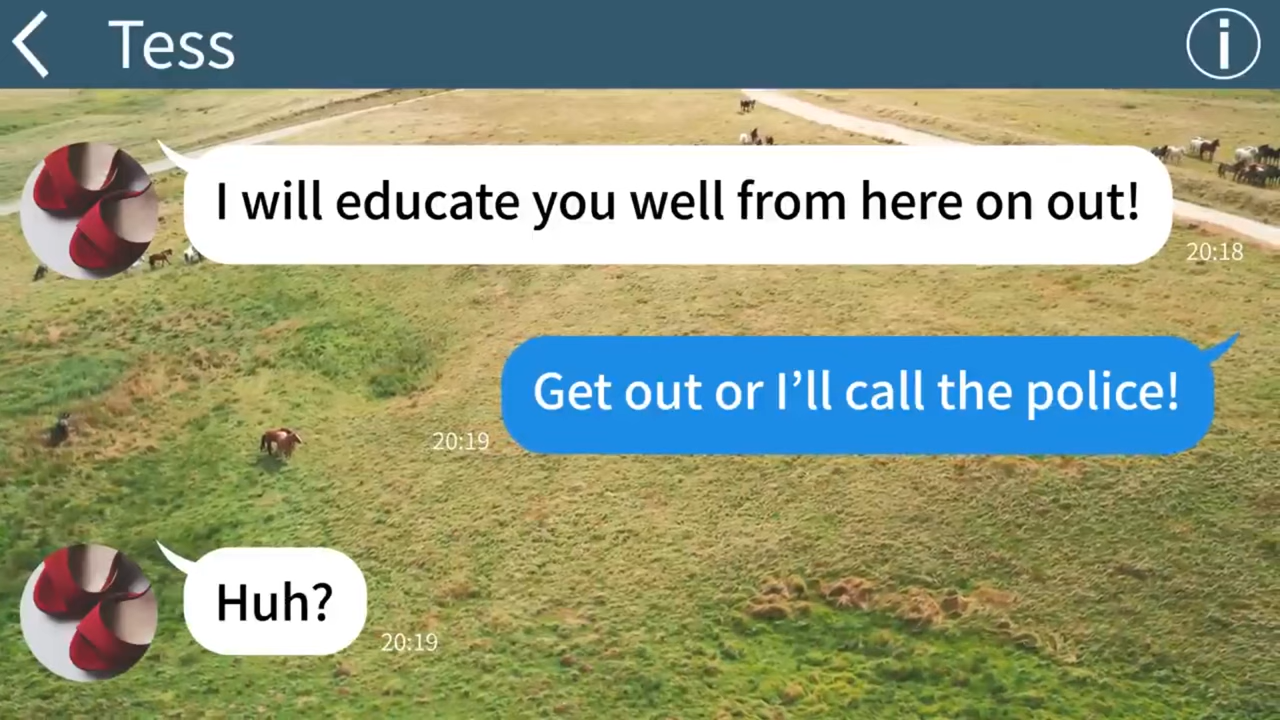 Tess
I will educate you well from here on out!
20:18
Get out or I’ll call the police!
20:19
Huh?
20:19